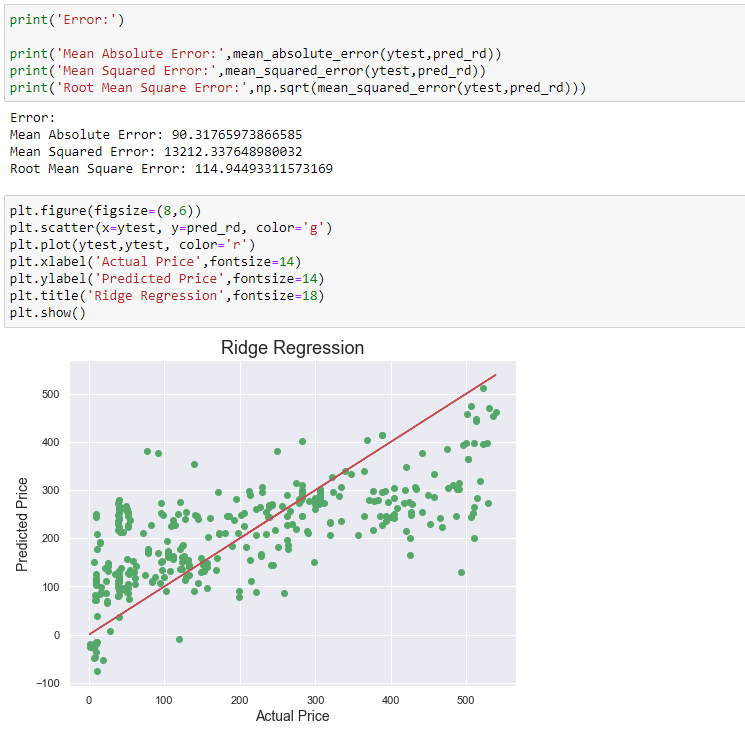 print('Error:')
print('Mean Absolute Error:',mean_absolute_error(ytest,pred_rd))
print('Mean Squared Error:',mean_squared_error(ytest,pred_rd))
print('Root Mean Square Error:',np.sqrt(mean_squared_error(ytest,pred_rd)))
Error:
Mean Absolute Error: 90.31765973866585
Mean Squared Error: 13212.337648980032
Root Mean Square Error: 114.94493311573169
plt.figure(figsize=(8,6))
plt.scatter(x=ytest, y=pred_rd, color='g')
plt.plot(ytest,ytest, color='r')
plt.xlabel('Actual Price',fontsize=14)
plt.ylabel('Predicted Price',fontsize=14)
plt.title('Ridge Regression',fontsize=18)
plt.show()
Ridge Regression
Predicted Price
500
400
300
200
100
0
−100
0 100 200 300 400 500
Actual Price